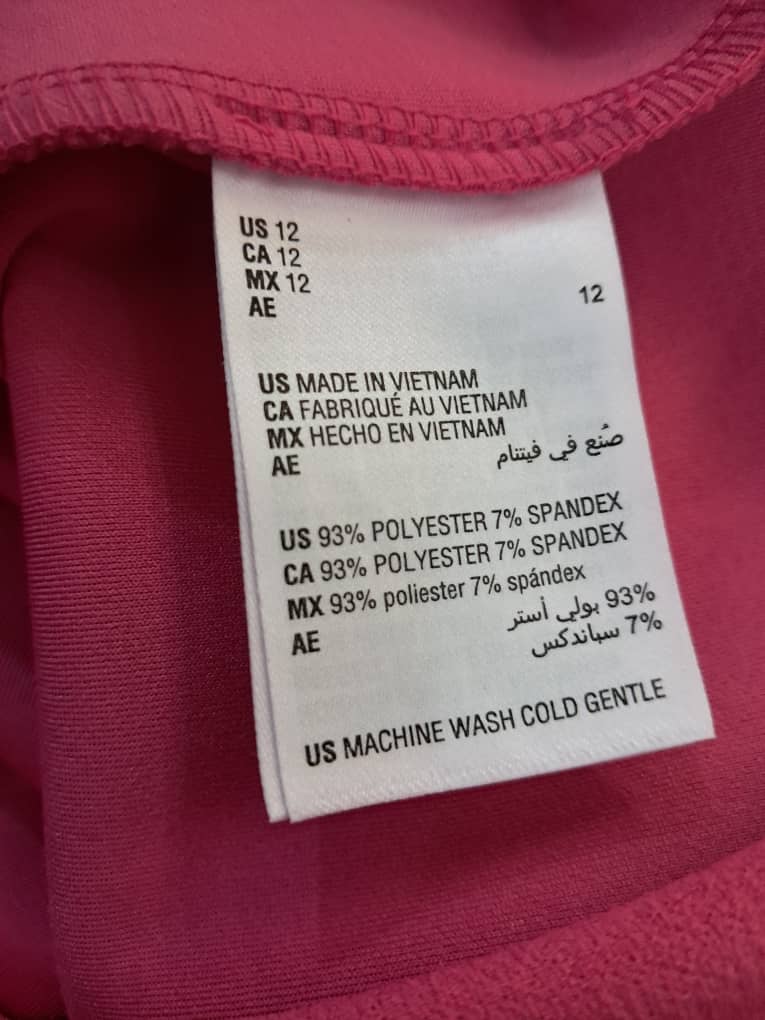 US 12
CA 12
MX 12
AE 12
US MADE IN VIETNAM
CA FABRIQUÉ AU VIETNAM
MX HECHO EN VIETNAM
AE صُنع في فيتنام
US 93% POLYESTER 7% SPANDEX
CA 93% POLYESTER 7% SPANDEX
MX 93% poliester 7% spándex
AE 93% بولي أستر
7% سباندكس
US MACHINE WASH COLD GENTLE